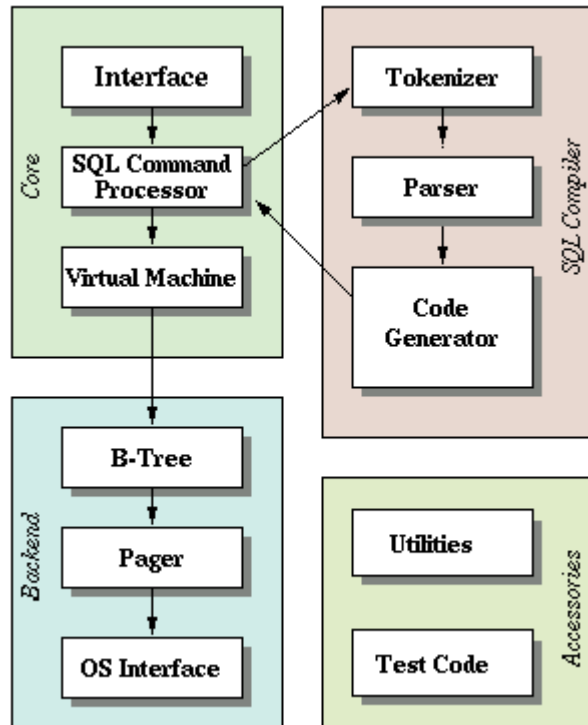 Core
Interface
SQL Command
Processor
Virtual Machine
SQL Compiler
Tokenizer
Parser
Code
Generator
Backend
B-Tree
Pager
OS Interface
Accessories
Utilities
Test Code